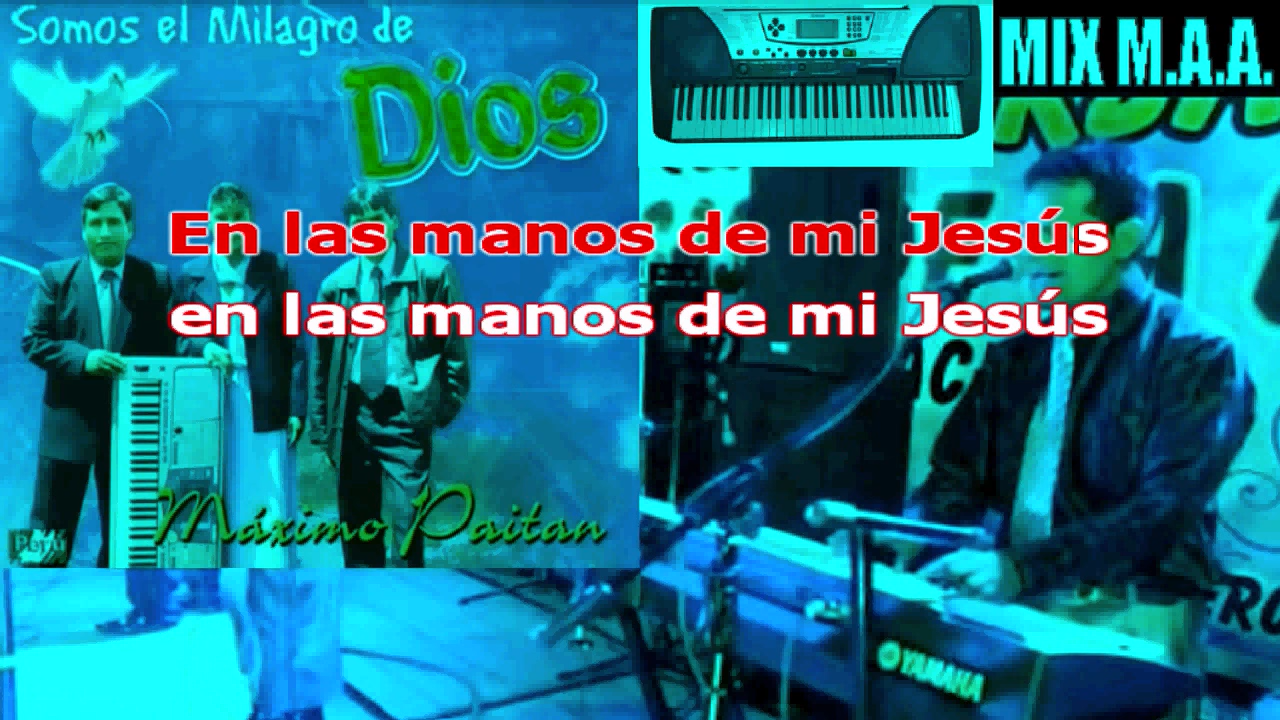 Somos el Milagro de
Dios
MIX M.A.A.
En las manos de mi Jesús
en las manos de mi Jesús
Máximo Paitan
Perú
YAMAHA